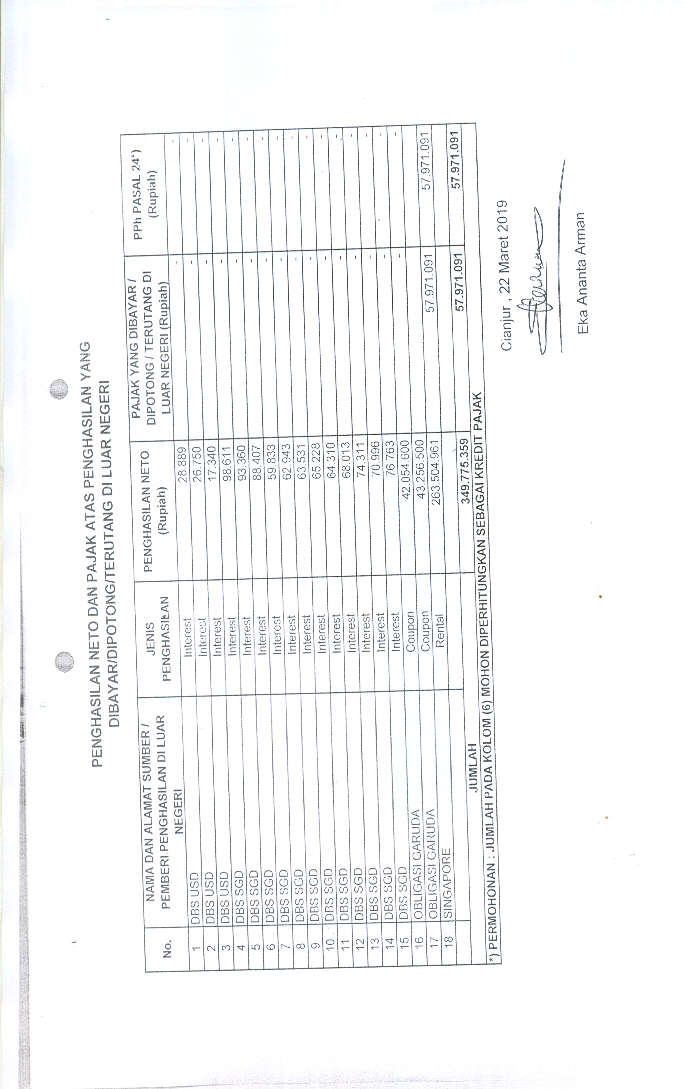 PENGHASILAN NETO DAN PAJAK ATAS PENGHASILAN YANG
DIBAYAR/DIPOTONG/TERUTANG DI LUAR NEGERI
No. NAMA DAN ALAMAT SUMBER / PEMBERI PENGHASILAN DI LUAR NEGERI JENIS PENGHASILAN PENGHASILAN NETO (Rupiah) PAJAK YANG DIBAYAR / DIPOTONG / TERUTANG DI LUAR NEGERI (Rupiah) PPh PASAL 24*) (Rupiah)
1 DBS USD Interest 28.889 - -
2 DBS USD Interest 26.750 - -
3 DBS USD Interest 17.340 - -
4 DBS SGD Interest 98.611 - -
5 DBS SGD Interest 93.360 - -
6 DBS SGD Interest 88.407 - -
7 DBS SGD Interest 59.833 - -
8 DBS SGD Interest 62.943 - -
9 DBS SGD Interest 63.531 - -
10 DBS SGD Interest 65.228 - -
11 DBS SGD Interest 64.310 - -
12 DBS SGD Interest 68.013 - -
13 DBS SGD Interest 74.311 - -
14 DBS SGD Interest 70.996 - -
15 DBS SGD Interest 76.763 - -
16 OBLIGASI GARUDA Coupon 42.054.600 - -
17 OBLIGASI GARUDA Coupon 43.256.500 - -
18 SINGAPORE Rental 263.504.961 57.971.091 57.971.091
JUMLAH 349.775.359 57.971.091 57.971.091
*) PERMOHONAN : JUMLAH PADA KOLOM (6) MOHON DIPERHITUNGKAN SEBAGAI KREDIT PAJAK
Cianjur , 22 Maret 2019
Eka Ananta Arman